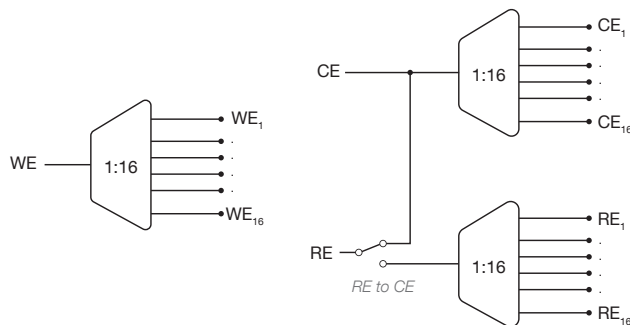 WE
1:16
WE1
.
.
.
.
WE16
CE
1:16
CE1
.
.
.
.
CE16
RE
RE to CE
1:16
RE1
.
.
.
.
RE16